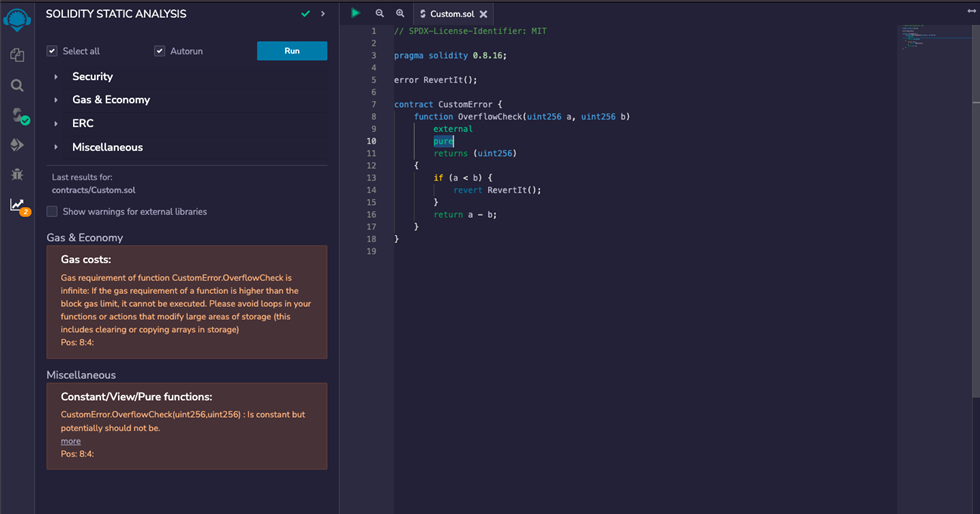 SOLIDITY STATIC ANALYSIS
Select all
Autorun
Run
Security
Gas & Economy
ERC
Miscellaneous
Last results for:
contracts/Custom.sol
Show warnings for external libraries
Gas & Economy
Gas costs:
Gas requirement of function CustomError.OverflowCheck is
infinite: If the gas requirement of a function is higher than the
block gas limit, it cannot be executed. Please avoid loops in your
functions or actions that modify large areas of storage (this
includes clearing or copying arrays in storage)
Pos: 8:4:
Miscellaneous
Constant/View/Pure functions:
CustomError.OverflowCheck(uint256,uint256) : Is constant but
potentially should not be.
more
Pos: 8:4:
2
Custom.sol
1 // SPDX-License-Identifier: MIT
2
3 pragma solidity 0.8.16;
4
5 error RevertIt();
6
7 contract CustomError {
8 function OverflowCheck(uint256 a, uint256 b)
9 external
10 pure
11 returns (uint256)
12 {
13 if (a < b) {
14 revert RevertIt();
15 }
16 return a - b;
17 }
18 }
19